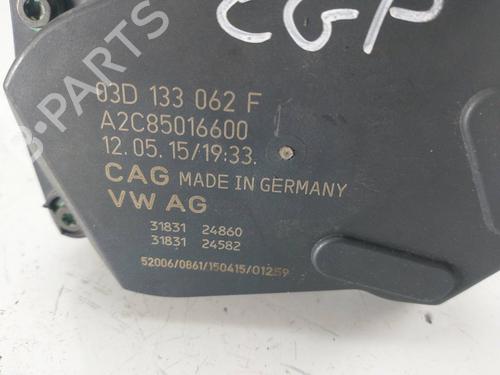 B-PARTS
CGP
03D 133 062 F
A2C85016600
12.05.15/19:33.
CAG MADE IN GERMANY
VW AG
31831 24860
31831 24582
52006/0861/150415/01259